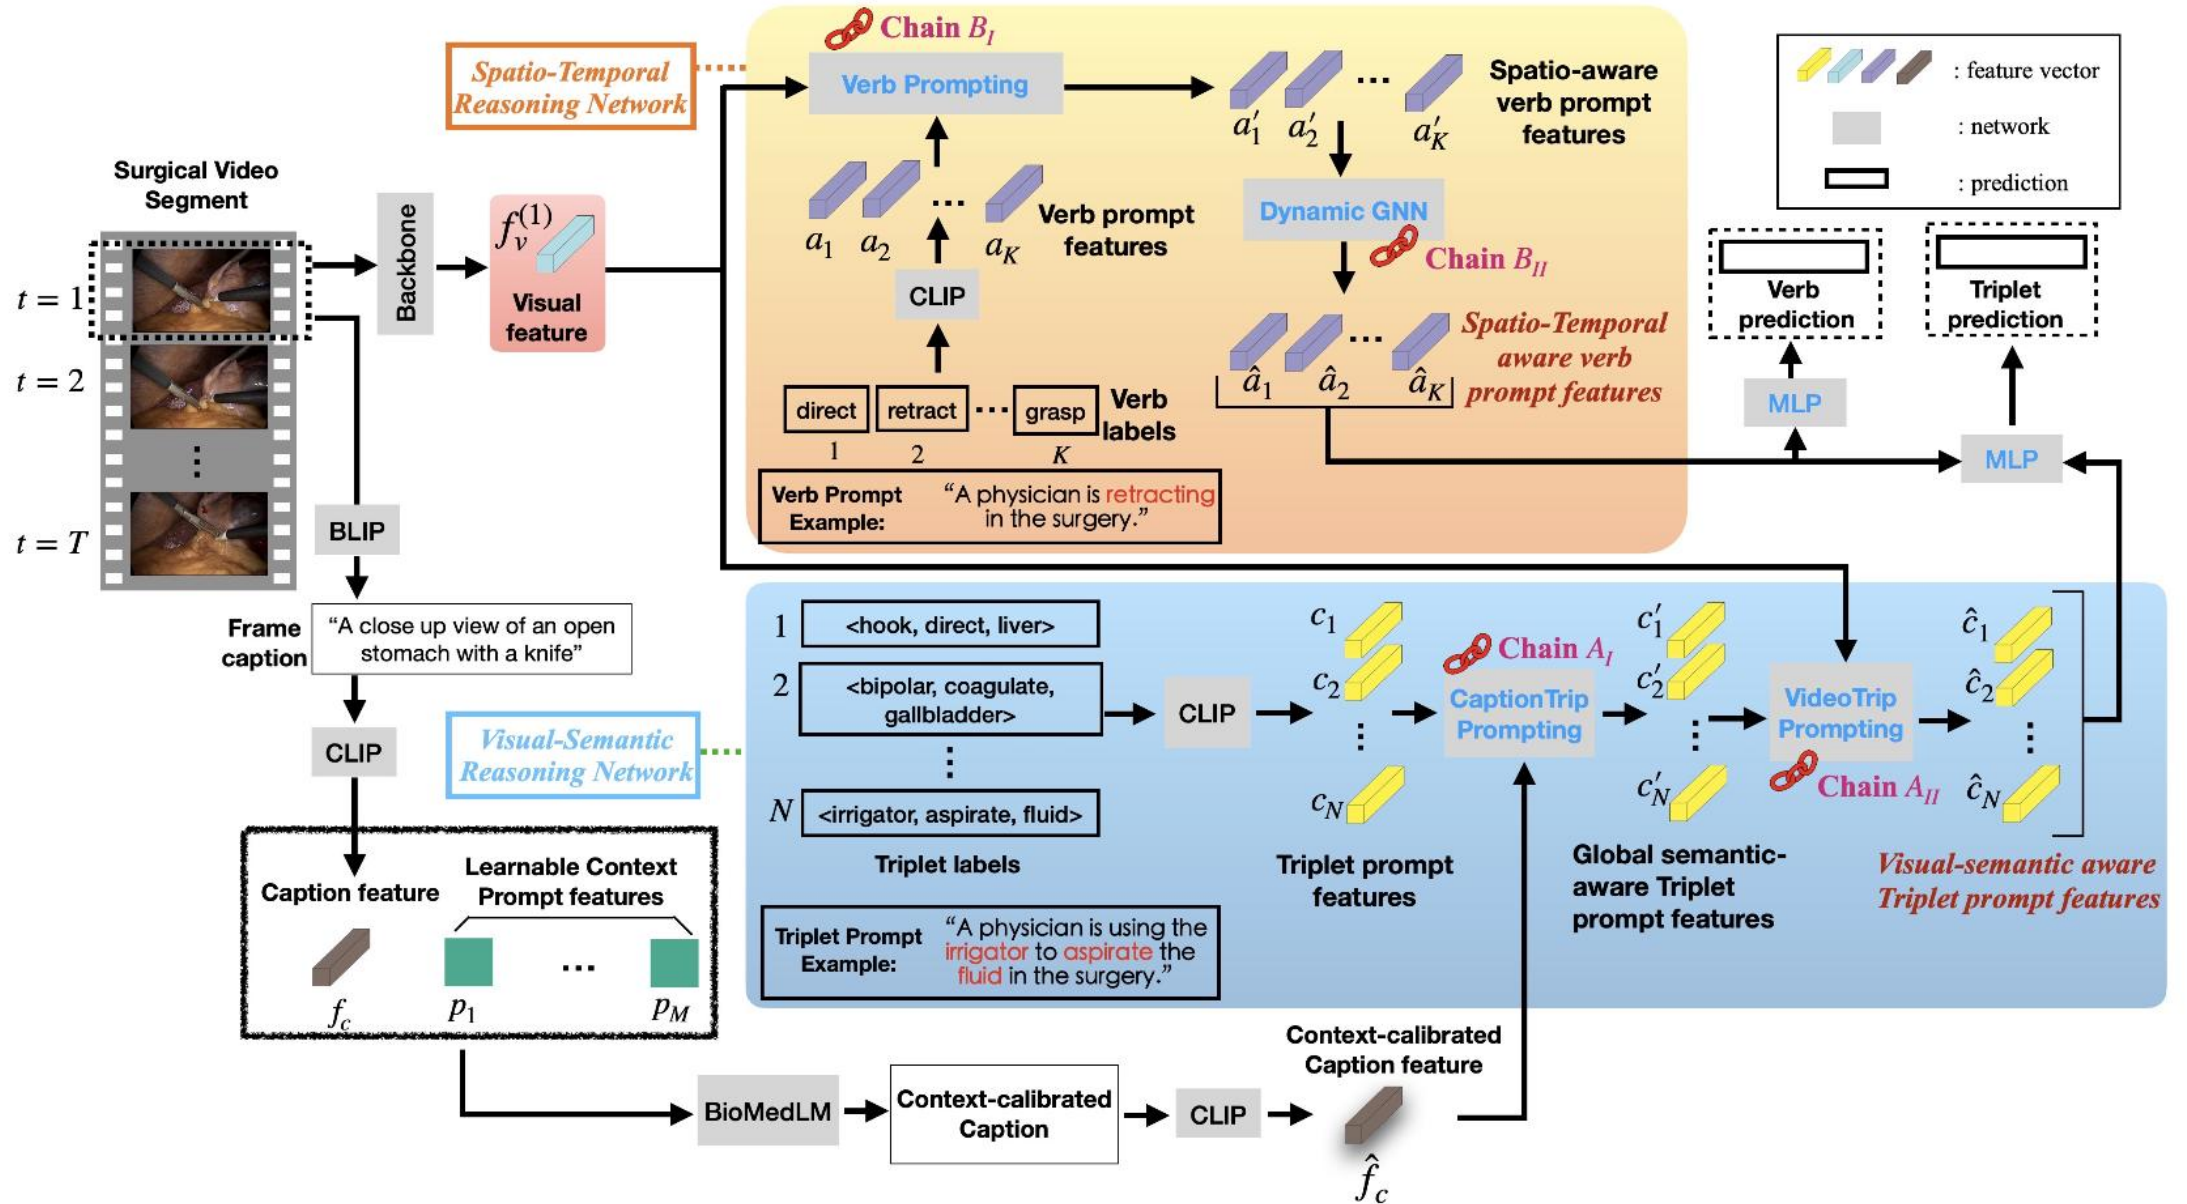 Chain B_I
Spatio-Temporal
Reasoning Network
Verb Prompting
a′_1 a′_2 ... a′_K
Spatio-aware
verb prompt
features
: feature vector
: network
: prediction
Surgical Video
Segment
t = 1
t = 2
⋮
t = T
Backbone
f_v^(1)
Visual
feature
a_1 a_2 ... a_K
Verb prompt
features
CLIP
Dynamic GNN
Chain B_II
â_1 â_2 ... â_K
Spatio-Temporal
aware verb
prompt features
direct retract ... grasp
1 2 K
Verb
labels
Verb Prompt
Example:
“A physician is retracting
in the surgery.”
Verb
prediction
Triplet
prediction
MLP
MLP
BLIP
Frame
caption
“A close up view of an open
stomach with a knife”
CLIP
Visual-Semantic
Reasoning Network
1 <hook, direct, liver>
2 <bipolar, coagulate,
gallbladder>
⋮
N <irrigator, aspirate, fluid>
Triplet labels
CLIP
c_1
c_2
⋮
c_N
Triplet prompt
features
Chain A_I
CaptionTrip
Prompting
c′_1
c′_2
⋮
c′_N
Global semantic-
aware Triplet
prompt features
VideoTrip
Prompting
Chain A_II
ĉ_1
ĉ_2
⋮
ĉ_N
Visual-semantic aware
Triplet prompt features
Triplet Prompt
Example:
“A physician is using the
irrigator to aspirate the
fluid in the surgery.”
Caption feature
f_c
Learnable Context
Prompt features
p_1 ... p_M
BioMedLM
Context-calibrated
Caption
CLIP
Context-calibrated
Caption feature
f̂_c